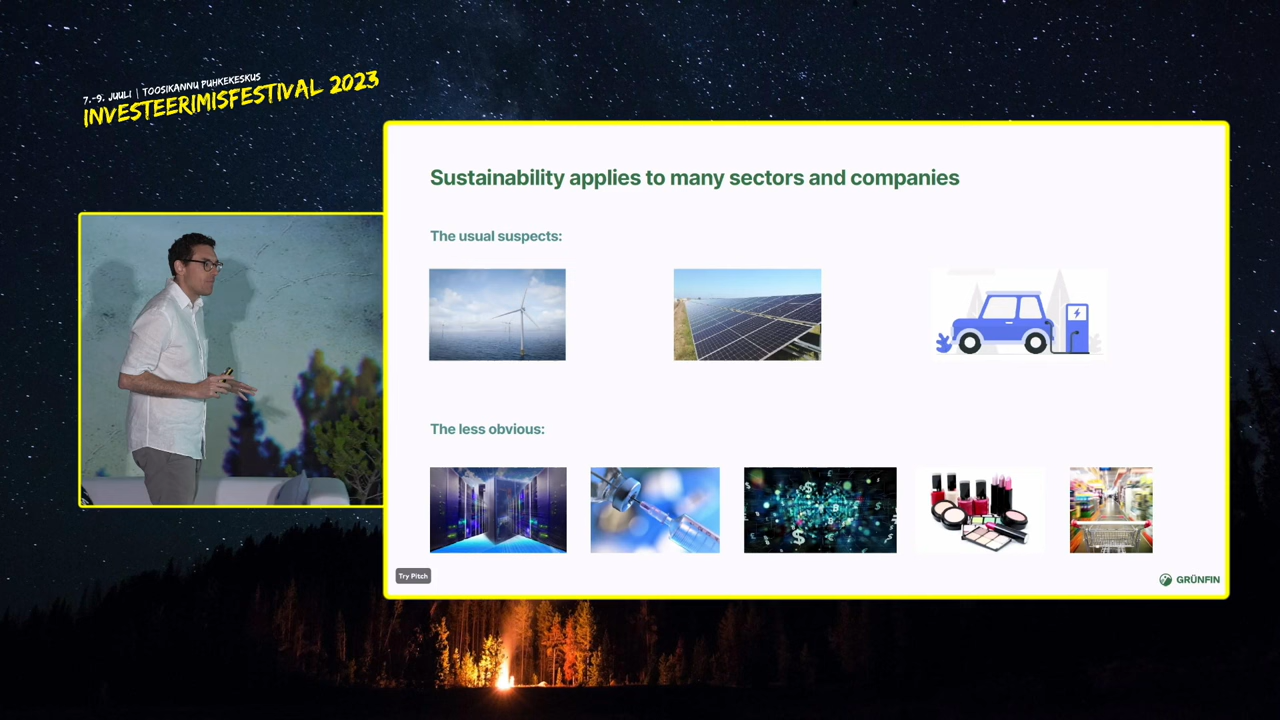 7.-9. JUULI | TOOSIKANNU PUHKEKESKUS
INVESTEERIMISFESTIVAL 2023
Sustainability applies to many sectors and companies
The usual suspects:
The less obvious:
Try Pitch
GRÜNFIN